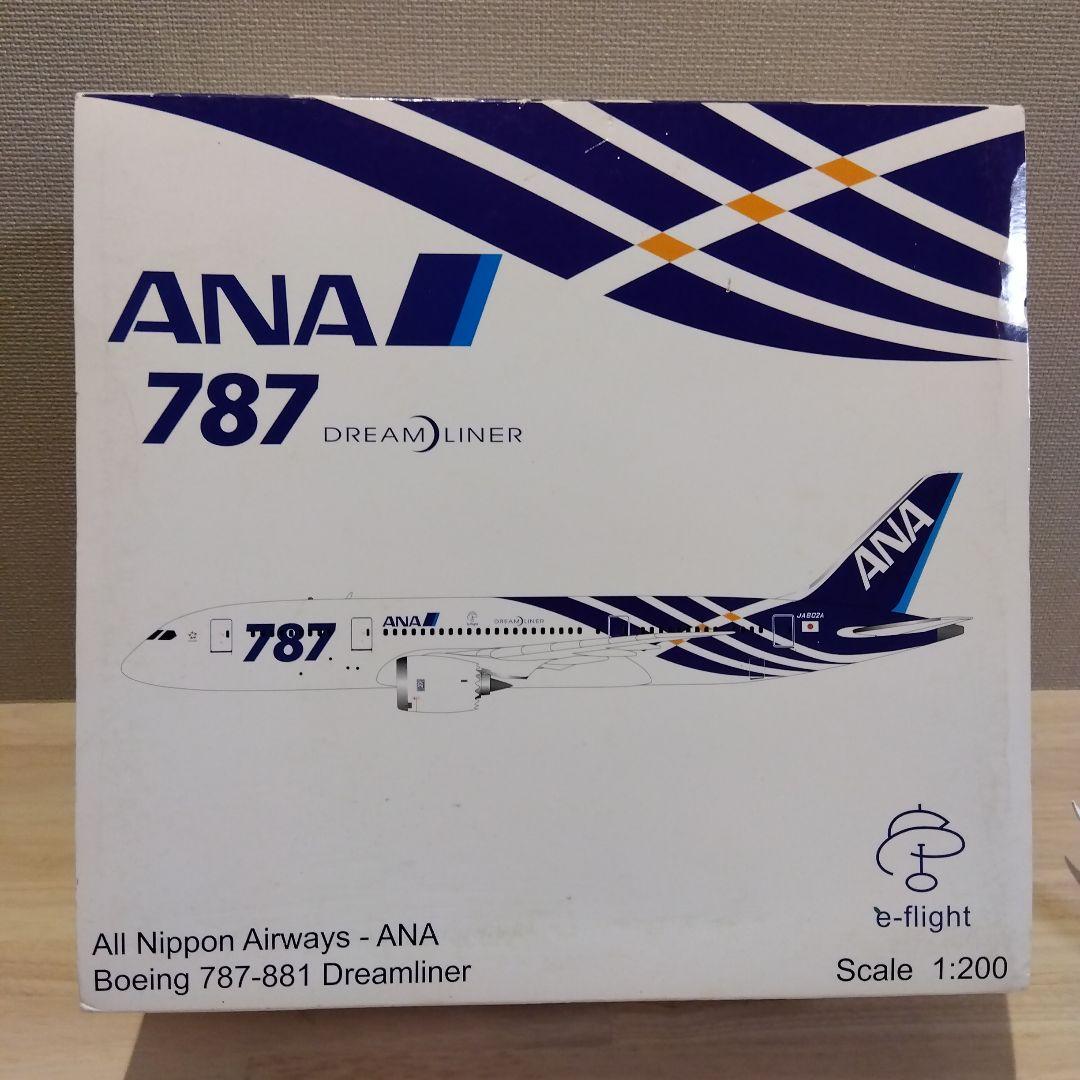 ANA
787 DREAMLINER
ANA
JA802A
787
ANA
DREAMLINER
e-flight
All Nippon Airways - ANA
Boeing 787-881 Dreamliner
Scale 1:200